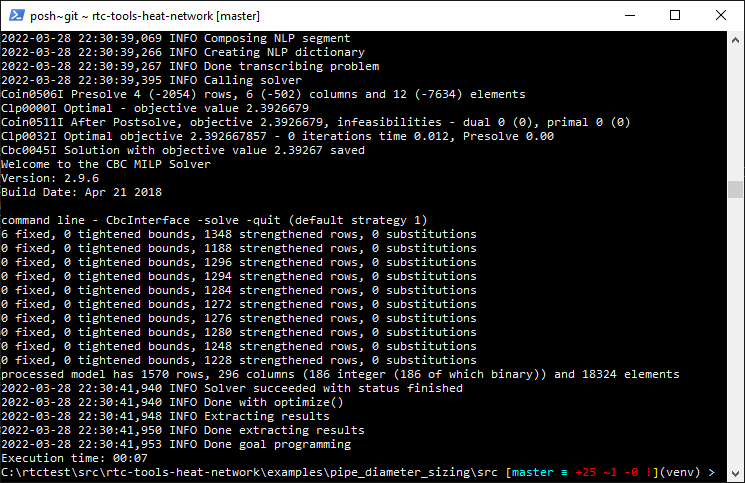 posh~git ~ rtc-tools-heat-network [master]
2022-03-28 22:30:39,069 INFO Composing NLP segment
2022-03-28 22:30:39,266 INFO Creating NLP dictionary
2022-03-28 22:30:39,267 INFO Done transcribing problem
2022-03-28 22:30:39,395 INFO Calling solver
Coin0506I Presolve 4 (-2054) rows, 6 (-502) columns and 12 (-7634) elements
Clp0000I Optimal - objective value 2.3926679
Coin0511I After Postsolve, objective 2.3926679, infeasibilities - dual 0 (0), primal 0 (0)
Clp0032I Optimal objective 2.392667857 - 0 iterations time 0.012, Presolve 0.00
Cbc0045I Solution with objective value 2.39267 saved
Welcome to the CBC MILP Solver
Version: 2.9.6
Build Date: Apr 21 2018
command line - CbcInterface -solve -quit (default strategy 1)
6 fixed, 0 tightened bounds, 1348 strengthened rows, 0 substitutions
0 fixed, 0 tightened bounds, 1188 strengthened rows, 0 substitutions
0 fixed, 0 tightened bounds, 1296 strengthened rows, 0 substitutions
0 fixed, 0 tightened bounds, 1294 strengthened rows, 0 substitutions
0 fixed, 0 tightened bounds, 1284 strengthened rows, 0 substitutions
0 fixed, 0 tightened bounds, 1272 strengthened rows, 0 substitutions
0 fixed, 0 tightened bounds, 1276 strengthened rows, 0 substitutions
0 fixed, 0 tightened bounds, 1280 strengthened rows, 0 substitutions
0 fixed, 0 tightened bounds, 1248 strengthened rows, 0 substitutions
0 fixed, 0 tightened bounds, 1228 strengthened rows, 0 substitutions
processed model has 1570 rows, 296 columns (186 integer (186 of which binary)) and 18324 elements
2022-03-28 22:30:41,940 INFO Solver succeeded with status finished
2022-03-28 22:30:41,940 INFO Done with optimize()
2022-03-28 22:30:41,948 INFO Extracting results
2022-03-28 22:30:41,950 INFO Done extracting results
2022-03-28 22:30:41,953 INFO Done goal programming
Execution time: 00:07
C:\rtctest\src\rtc-tools-heat-network\examples\pipe_diameter_sizing\src [master ≡ +25 ~1 -0 !](venv) >